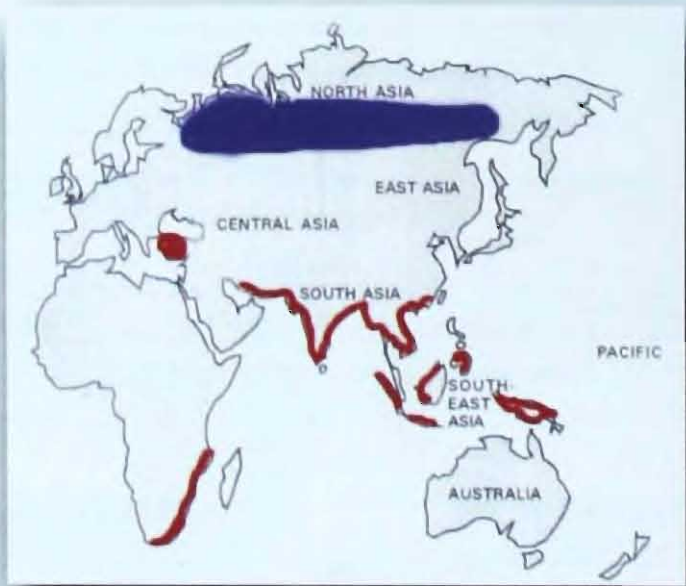 NORTH ASIA
EAST ASIA
CENTRAL ASIA
SOUTH ASIA
PACIFIC
SOUTH-
EAST
ASIA
AUSTRALIA